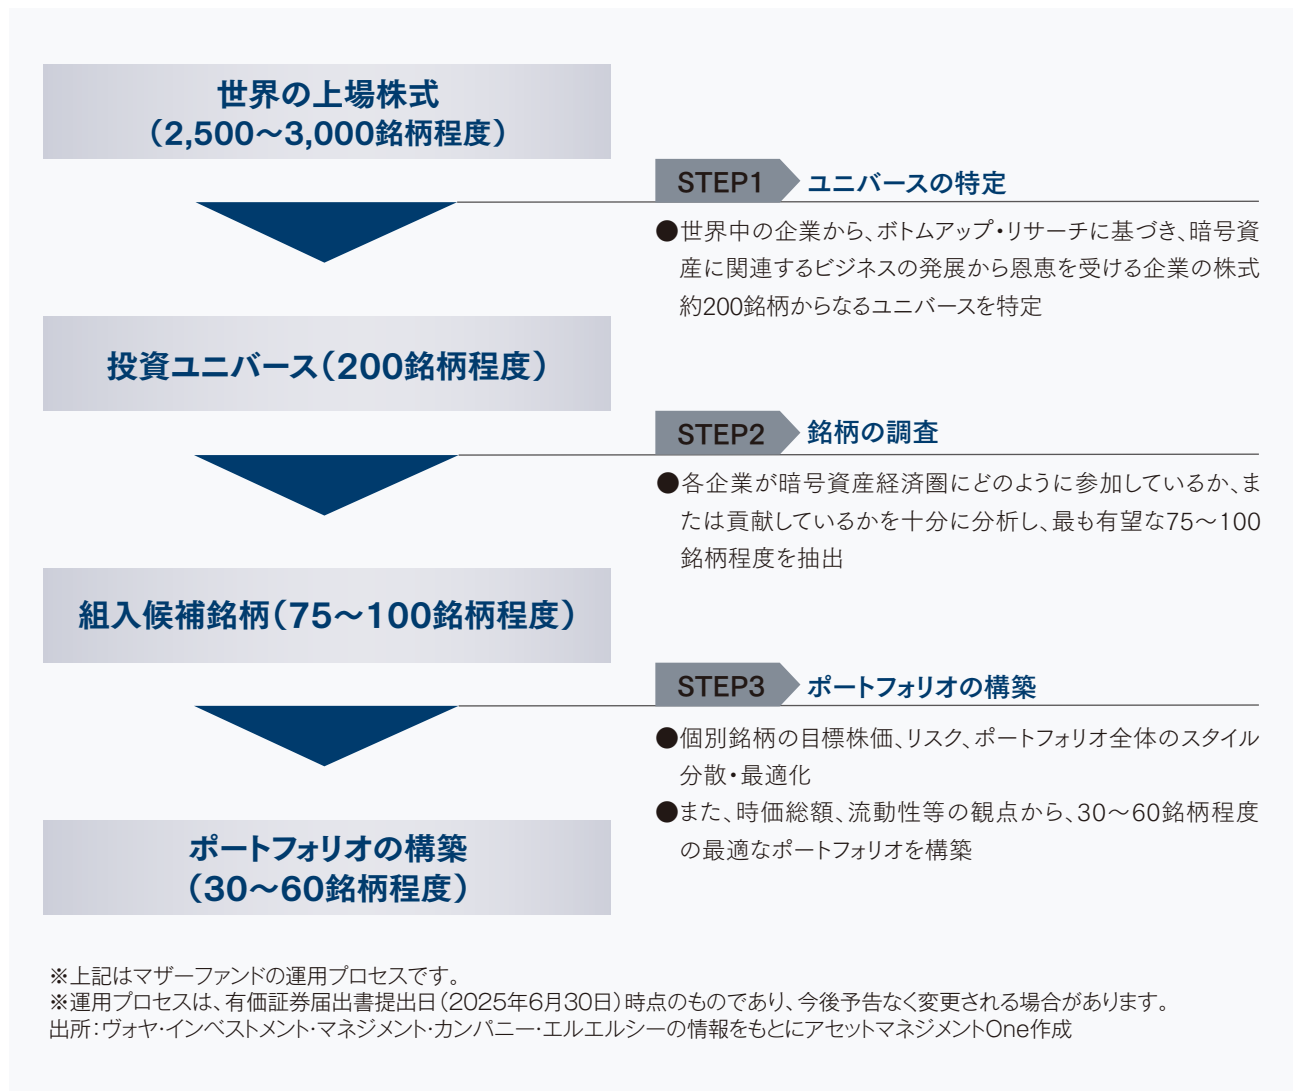 世界の上場株式
（2,500～3,000銘柄程度）
STEP1
ユニバースの特定
●世界中の企業から、ボトムアップ・リサーチに基づき、暗号資
産に関連するビジネスの発展から恩恵を受ける企業の株式
約200銘柄からなるユニバースを特定
投資ユニバース（200銘柄程度）
STEP2
銘柄の調査
●各企業が暗号資産経済圏にどのように参加しているか、ま
たは貢献しているかを十分に分析し、最も有望な75～100
銘柄程度を抽出
組入候補銘柄（75～100銘柄程度）
STEP3
ポートフォリオの構築
●個別銘柄の目標株価、リスク、ポートフォリオ全体のスタイル
分散・最適化
●また、時価総額、流動性等の観点から、30～60銘柄程度
の最適なポートフォリオを構築
ポートフォリオの構築
（30～60銘柄程度）
※上記はマザーファンドの運用プロセスです。
※運用プロセスは、有価証券届出書提出日（2025年6月30日）時点のものであり、今後予告なく変更される場合があります。
出所：ヴォヤ・インベストメント・マネジメント・カンパニー・エルエルシーの情報をもとにアセットマネジメントOne作成